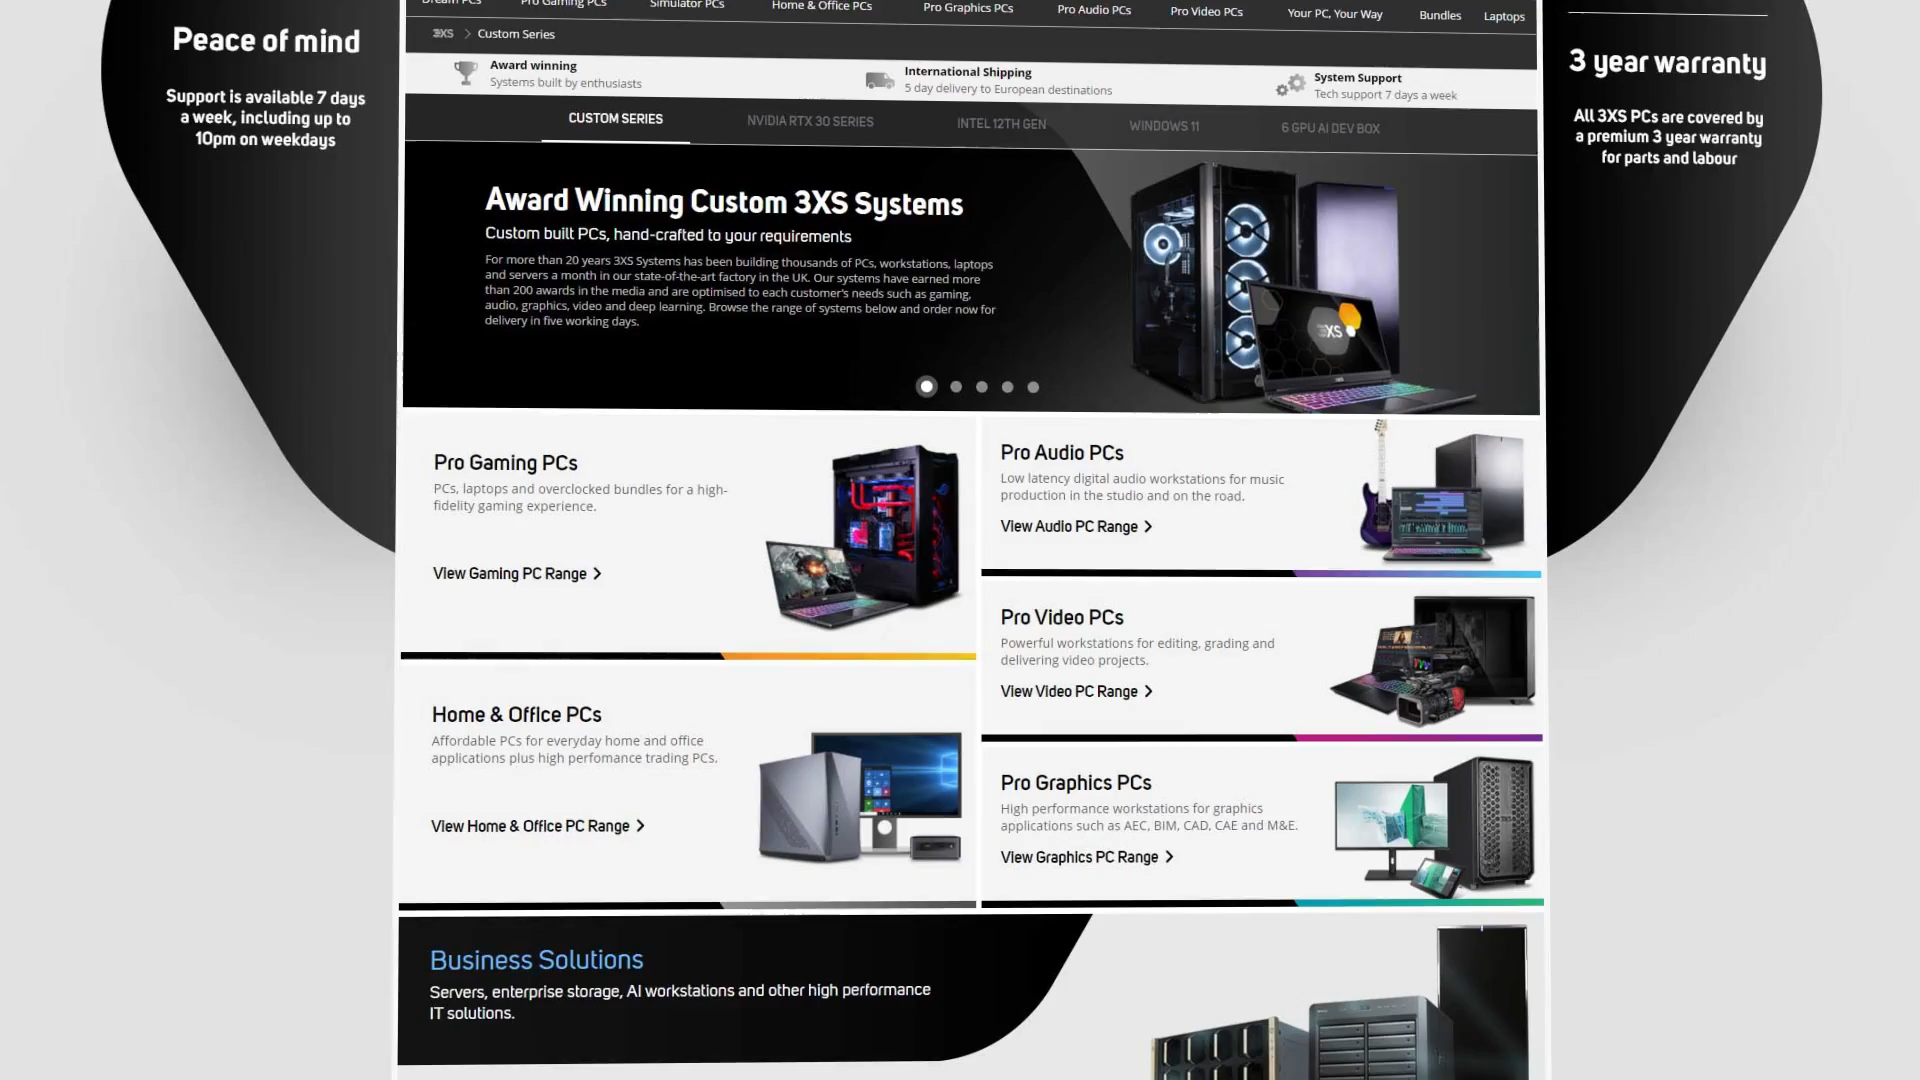 Dream PCs
Pro Gaming PCs
Simulator PCs
Home & Office PCs
Pro Graphics PCs
Pro Audio PCs
Pro Video PCs
Your PC, Your Way
Bundles
Laptops
3XS > Custom Series
Award winning
Systems built by enthusiasts
International Shipping
5 day delivery to European destinations
System Support
Tech support 7 days a week
CUSTOM SERIES
NVIDIA RTX 30 SERIES
INTEL 12TH GEN
WINDOWS 11
6 GPU AI DEV BOX
Peace of mind
Support is available 7 days
a week, including up to
10pm on weekdays
3 year warranty
All 3XS PCs are covered by
a premium 3 year warranty
for parts and labour
Award Winning Custom 3XS Systems
Custom built PCs, hand-crafted to your requirements
For more than 20 years 3XS Systems has been building thousands of PCs, workstations, laptops
and servers a month in our state-of-the-art factory in the UK. Our systems have earned more
than 200 awards in the media and are optimised to each customer's needs such as gaming,
audio, graphics, video and deep learning. Browse the range of systems below and order now for
delivery in five working days.
3XS
Pro Gaming PCs
PCs, laptops and overclocked bundles for a high-
fidelity gaming experience.
View Gaming PC Range >
Pro Audio PCs
Low latency digital audio workstations for music
production in the studio and on the road.
View Audio PC Range >
Pro Video PCs
Powerful workstations for editing, grading and
delivering video projects.
View Video PC Range >
Home & Office PCs
Affordable PCs for everyday home and office
applications plus high perfomance trading PCs.
View Home & Office PC Range >
Pro Graphics PCs
High performance workstations for graphics
applications such as AEC, BIM, CAD, CAE and M&E.
View Graphics PC Range >
Business Solutions
Servers, enterprise storage, AI workstations and other high performance
IT solutions.